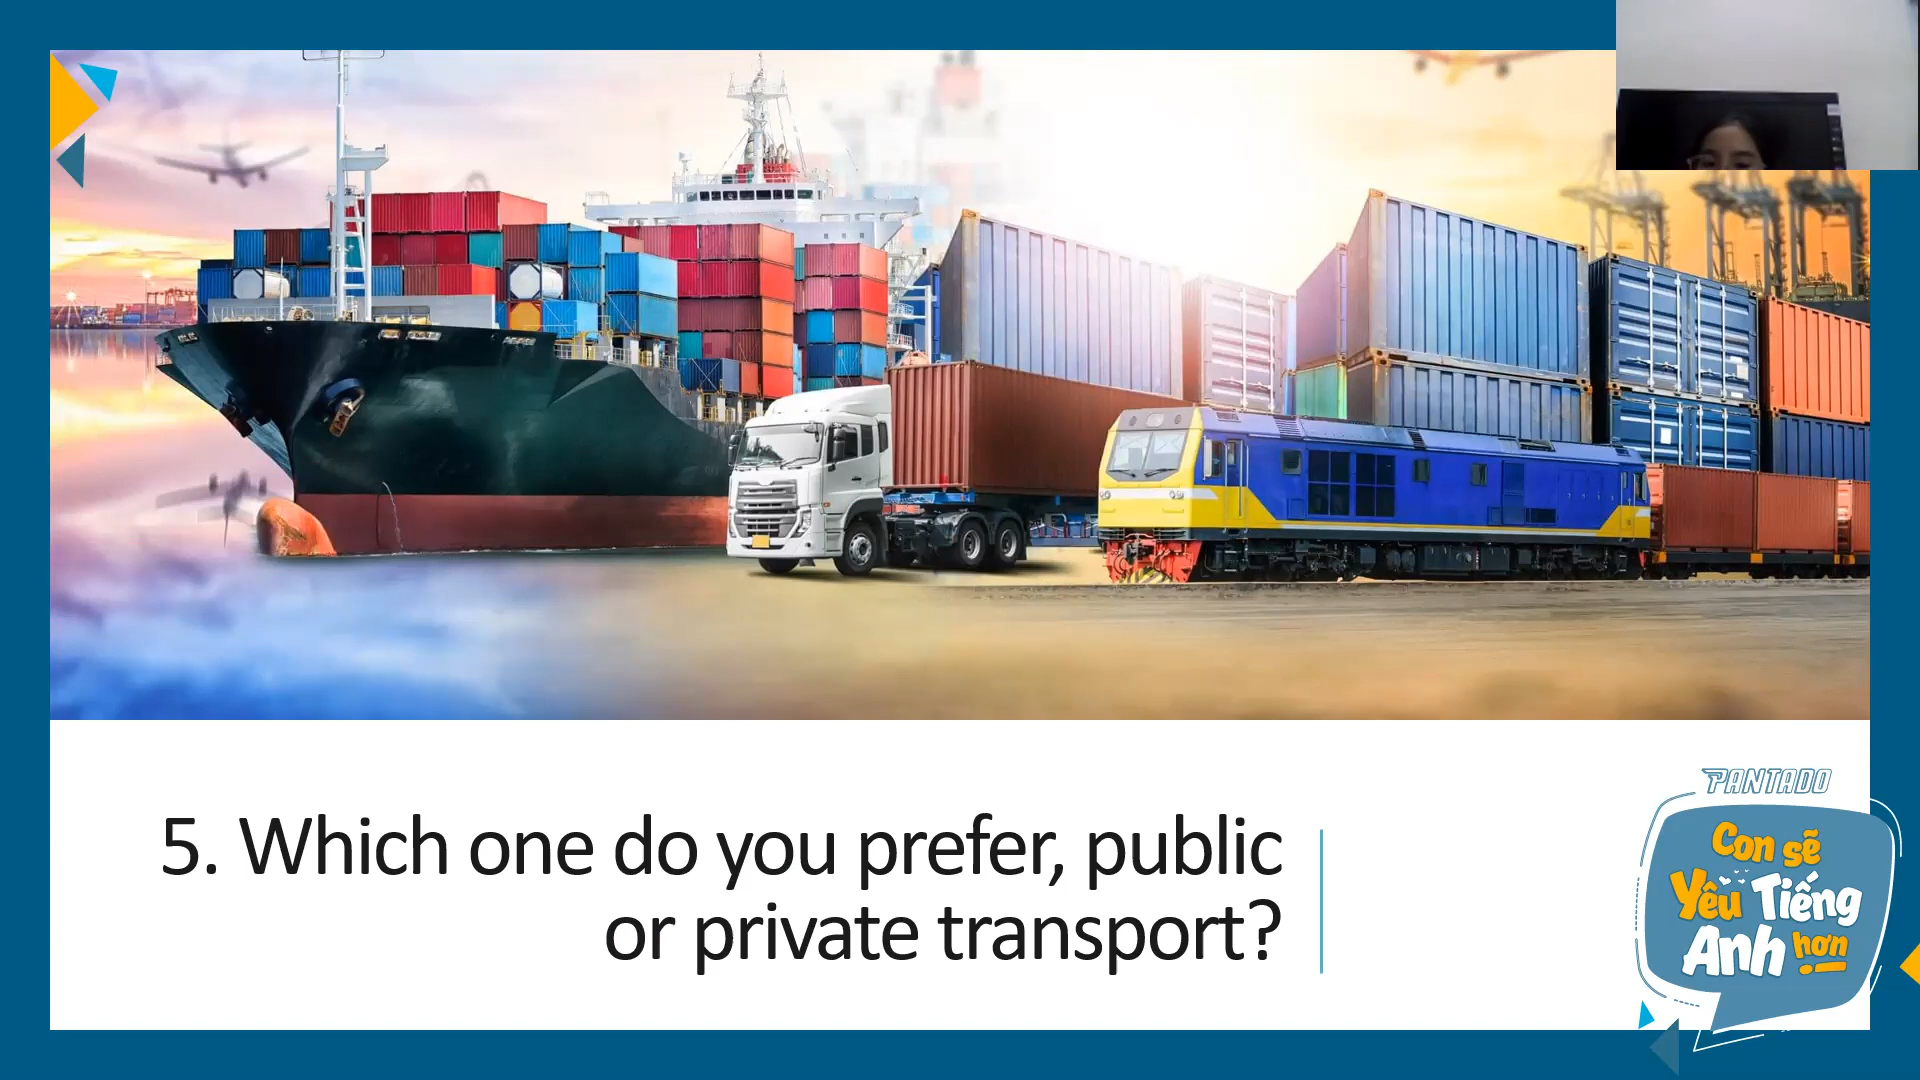 5. Which one do you prefer, public
or private transport?
PANTADO
Con sẽ
Yêu Tiếng
Anh hơn